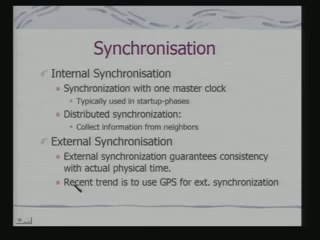 Synchronisation
Internal Synchronisation
Synchronization with one master clock
Typically used in startup-phases
Distributed synchronization:
Collect information from neighbors
External Synchronisation
External synchronization guarantees consistency
with actual physical time.
Recent trend is to use GPS for ext. synchronization